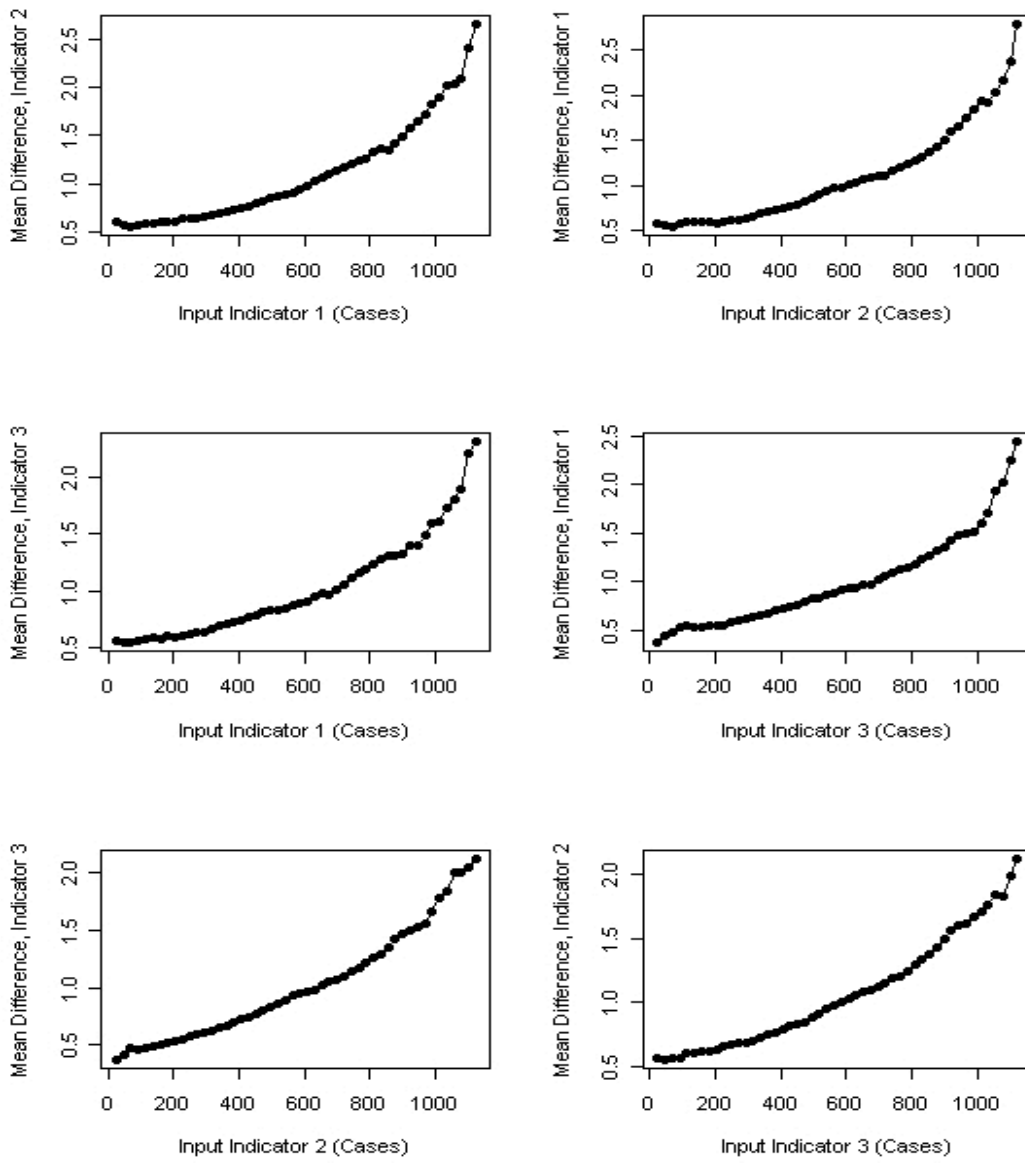 Mean Difference, Indicator 2
0.5 1.0 1.5 2.0 2.5
0 200 400 600 800 1000
Input Indicator 1 (Cases)
Mean Difference, Indicator 1
0.5 1.0 1.5 2.0 2.5
0 200 400 600 800 1000
Input Indicator 2 (Cases)
Mean Difference, Indicator 3
0.5 1.0 1.5 2.0
0 200 400 600 800 1000
Input Indicator 1 (Cases)
Mean Difference, Indicator 1
0.5 1.0 1.5 2.0 2.5
0 200 400 600 800 1000
Input Indicator 3 (Cases)
Mean Difference, Indicator 3
0.5 1.0 1.5 2.0
0 200 400 600 800 1000
Input Indicator 2 (Cases)
Mean Difference, Indicator 2
0.5 1.0 1.5 2.0
0 200 400 600 800 1000
Input Indicator 3 (Cases)